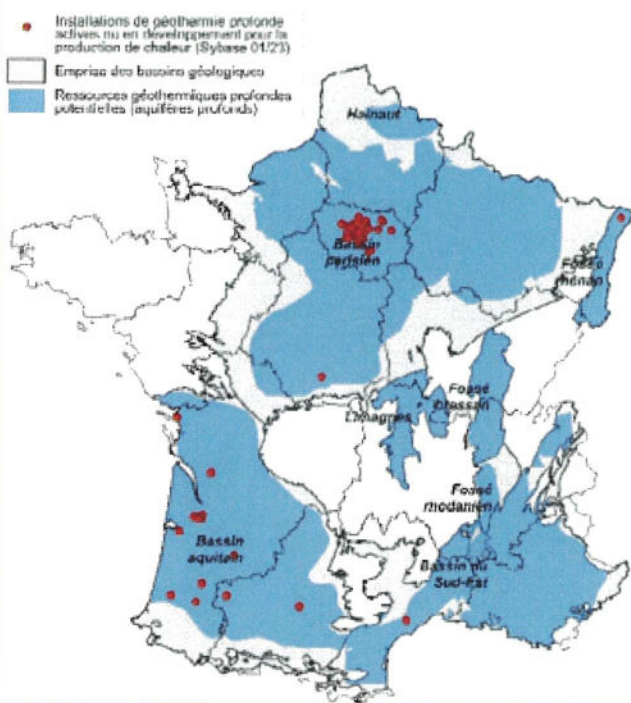 Installations de géothermie profonde
actives ou en développement pour la
production de chaleur (Sybase 01/23)
Emprise des bassins géologiques
Ressources géothermiques profondes
potentielles (aquifères profonds)
Hainaut
Bassin
parisien
Fossé
rhénan
Fossé
bressan
Limagnes
Fossé
rhodanien
Bassin
aquitain
Bassin du
Sud-Est